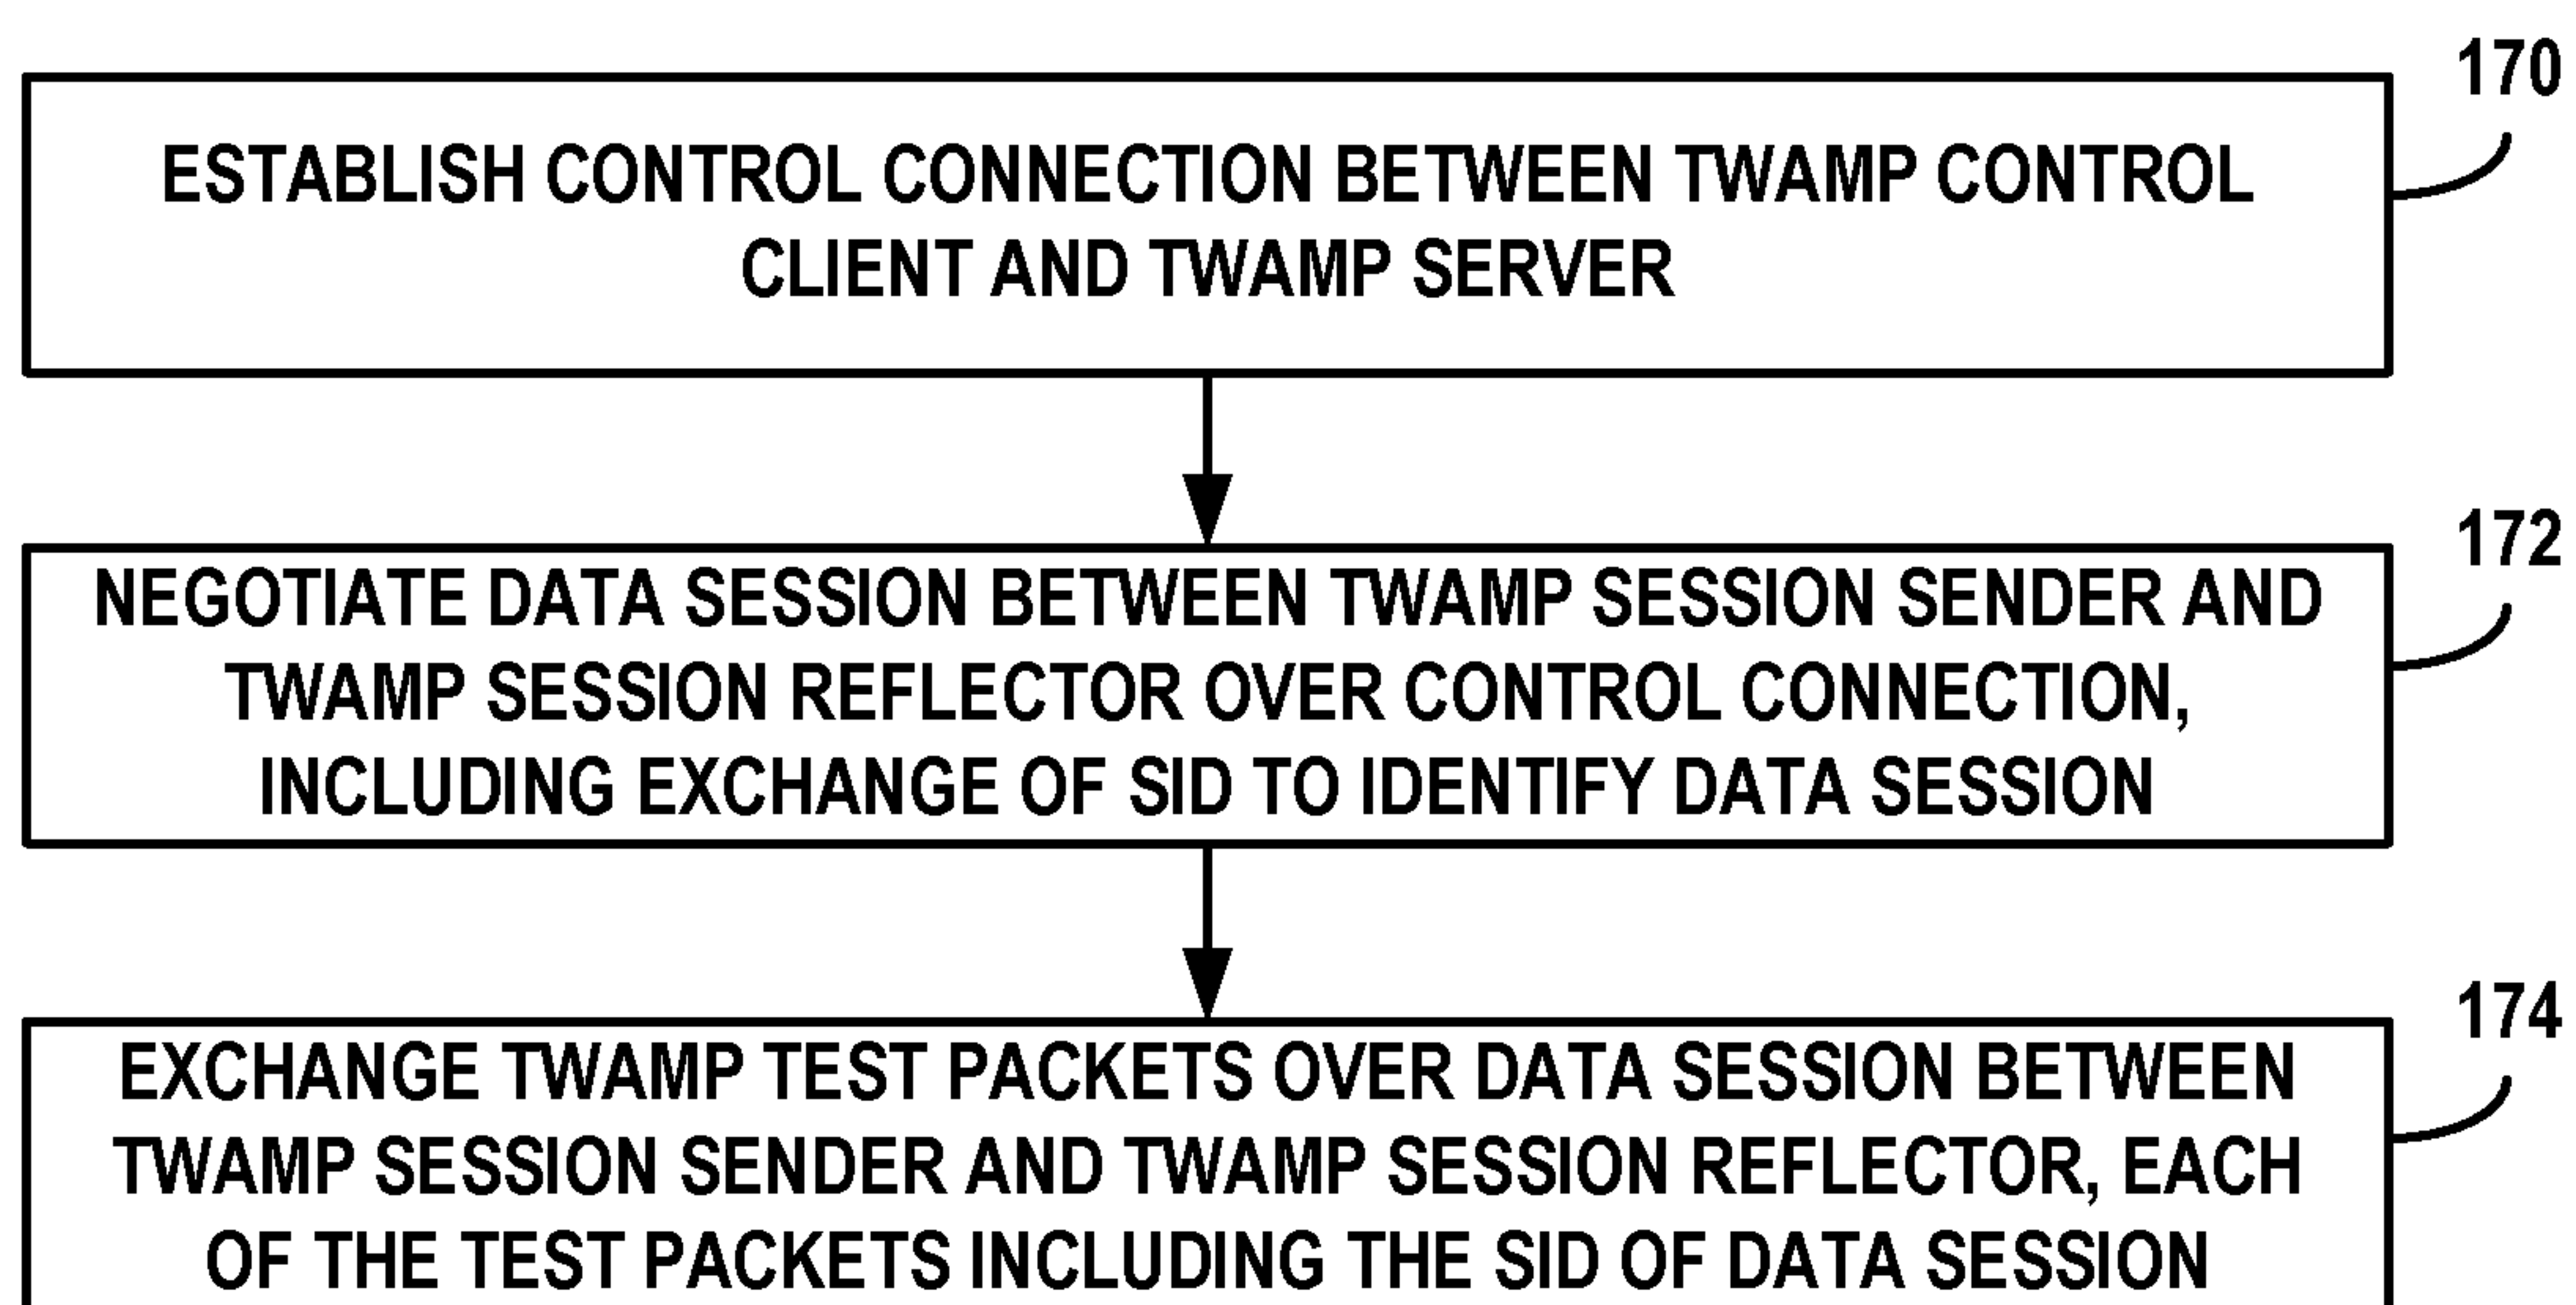 170
ESTABLISH CONTROL CONNECTION BETWEEN TWAMP CONTROL
CLIENT AND TWAMP SERVER
172
NEGOTIATE DATA SESSION BETWEEN TWAMP SESSION SENDER AND
TWAMP SESSION REFLECTOR OVER CONTROL CONNECTION,
INCLUDING EXCHANGE OF SID TO IDENTIFY DATA SESSION
174
EXCHANGE TWAMP TEST PACKETS OVER DATA SESSION BETWEEN
TWAMP SESSION SENDER AND TWAMP SESSION REFLECTOR, EACH
OF THE TEST PACKETS INCLUDING THE SID OF DATA SESSION